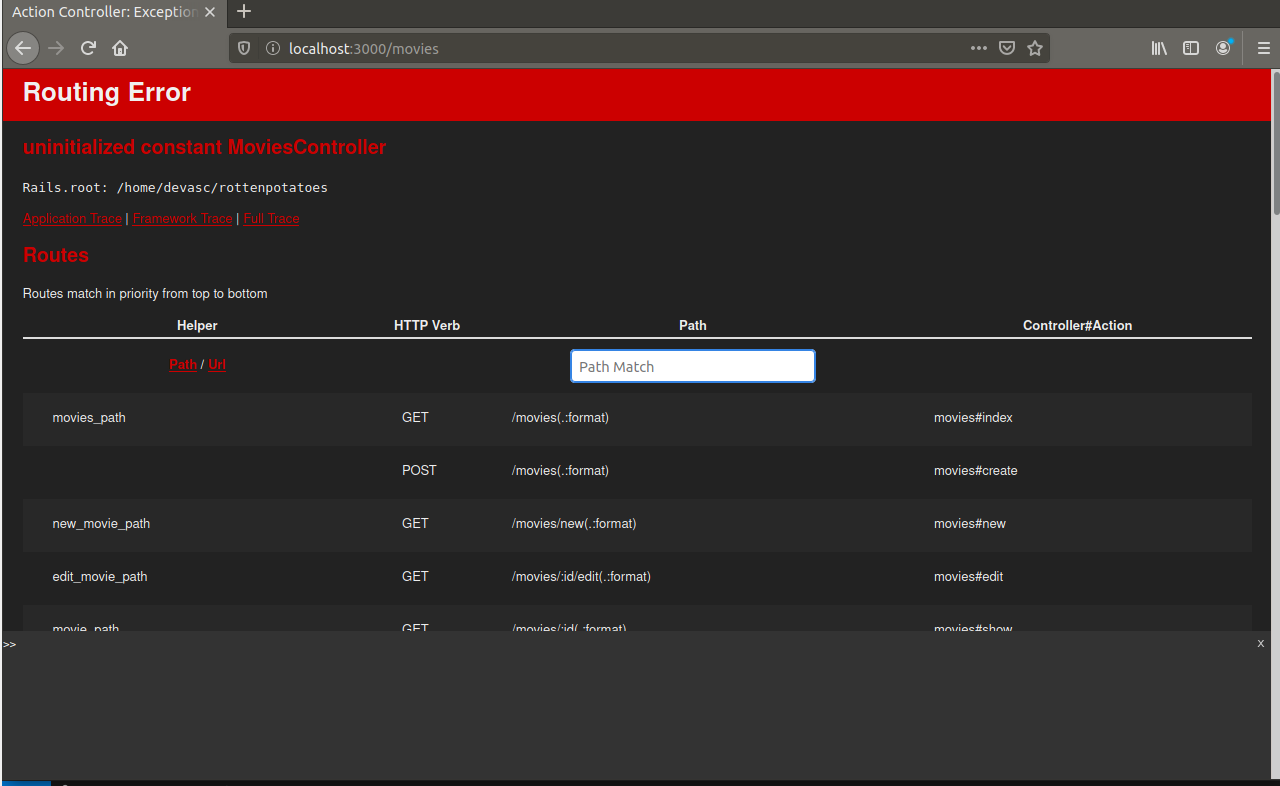 Action Controller: Exception
localhost:3000/movies
Routing Error
uninitialized constant MoviesController
Rails.root: /home/devasc/rottenpotatoes
Application Trace | Framework Trace | Full Trace
Routes
Routes match in priority from top to bottom
Helper HTTP Verb Path Controller#Action
Path / Url Path Match
movies_path GET /movies(.:format) movies#index
POST /movies(.:format) movies#create
new_movie_path GET /movies/new(.:format) movies#new
edit_movie_path GET /movies/:id/edit(.:format) movies#edit
movie_path GET /movies/:id(.:format) movies#show
>> x